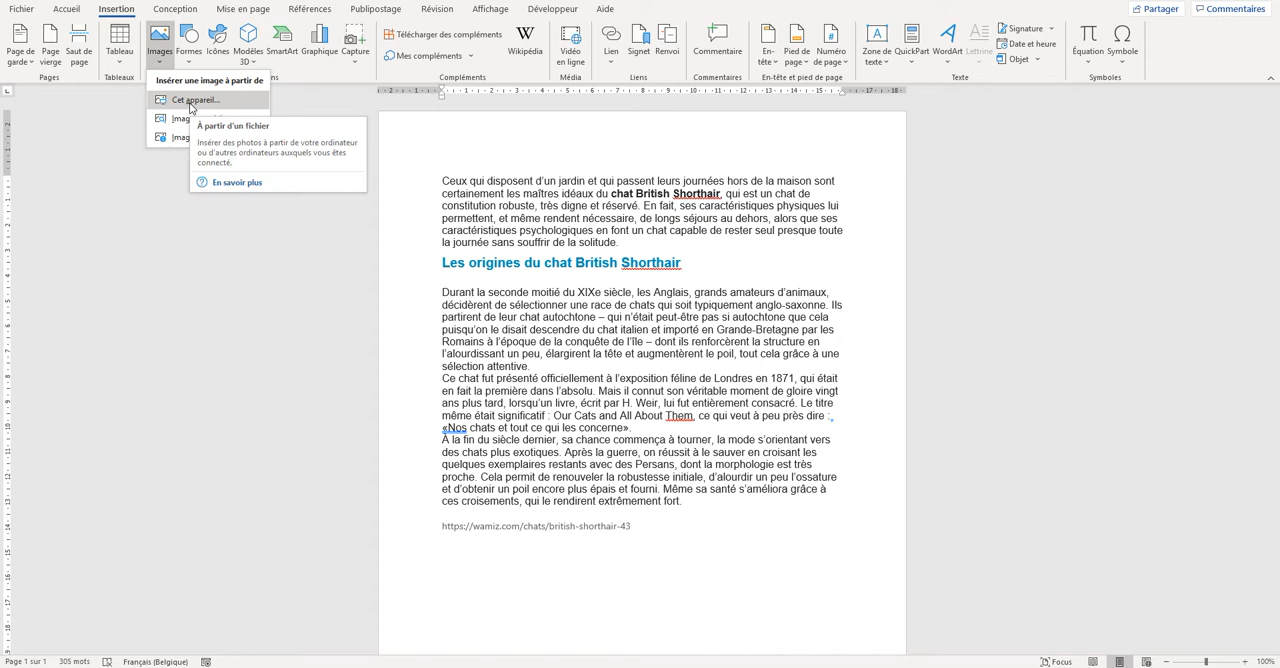 Fichier Accueil Insertion Conception Mise en page Références Publipostage Révision Affichage Développeur Aide Partager Commentaires
Page de garde Page vierge Saut de page
Pages
Tableau
Tableaux
Images Formes Icônes Modèles 3D SmartArt Graphique Capture
Télécharger des compléments
Mes compléments
Wikipédia
Compléments
Vidéo en ligne
Média
Lien Signet Renvoi
Liens
Commentaire
Commentaires
En-tête Pied de page Numéro de page
En-tête et pied de page
Zone de texte QuickPart WordArt Lettrine
Signature
Date et heure
Objet
Texte
Équation Symbole
Symboles
Insérer une image à partir de
Cet appareil...
À partir d'un fichier
Insérer des photos à partir de votre ordinateur
ou d'autres ordinateurs auxquels vous êtes
connecté.
En savoir plus
Ceux qui disposent d'un jardin et qui passent leurs journées hors de la maison sont
certainement les maîtres idéaux du chat British Shorthair, qui est un chat de
constitution robuste, très digne et réservé. En fait, ses caractéristiques physiques lui
permettent, et même rendent nécessaire, de longs séjours au dehors, alors que ses
caractéristiques psychologiques en font un chat capable de rester seul presque toute
la journée sans souffrir de la solitude.
Les origines du chat British Shorthair
Durant la seconde moitié du XIXe siècle, les Anglais, grands amateurs d'animaux,
décidèrent de sélectionner une race de chats qui soit typiquement anglo-saxonne. Ils
partirent de leur chat autochtone – qui n'était peut-être pas si autochtone que cela
puisqu'on le disait descendre du chat italien et importé en Grande-Bretagne par les
Romains à l'époque de la conquête de l'île – dont ils renforcèrent la structure en
l'alourdissant un peu, élargirent la tête et augmentèrent le poil, tout cela grâce à une
sélection attentive.
Ce chat fut présenté officiellement à l'exposition féline de Londres en 1871, qui était
en fait la première dans l'absolu. Mais il connut son véritable moment de gloire vingt
ans plus tard, lorsqu'un livre, écrit par H. Weir, lui fut entièrement consacré. Le titre
même était significatif : Our Cats and All About Them, ce qui veut à peu près dire :
«Nos chats et tout ce qui les concerne».
À la fin du siècle dernier, sa chance commença à tourner, la mode s'orientant vers
des chats plus exotiques. Après la guerre, on réussit à le sauver en croisant les
quelques exemplaires restants avec des Persans, dont la morphologie est très
proche. Cela permit de renouveler la robustesse initiale, d'alourdir un peu l'ossature
et d'obtenir un poil encore plus épais et fourni. Même sa santé s'améliora grâce à
ces croisements, qui le rendirent extrêmement fort.
https://wamiz.com/chats/british-shorthair-43
Page 1 sur 1 305 mots Français (Belgique) Focus 100%